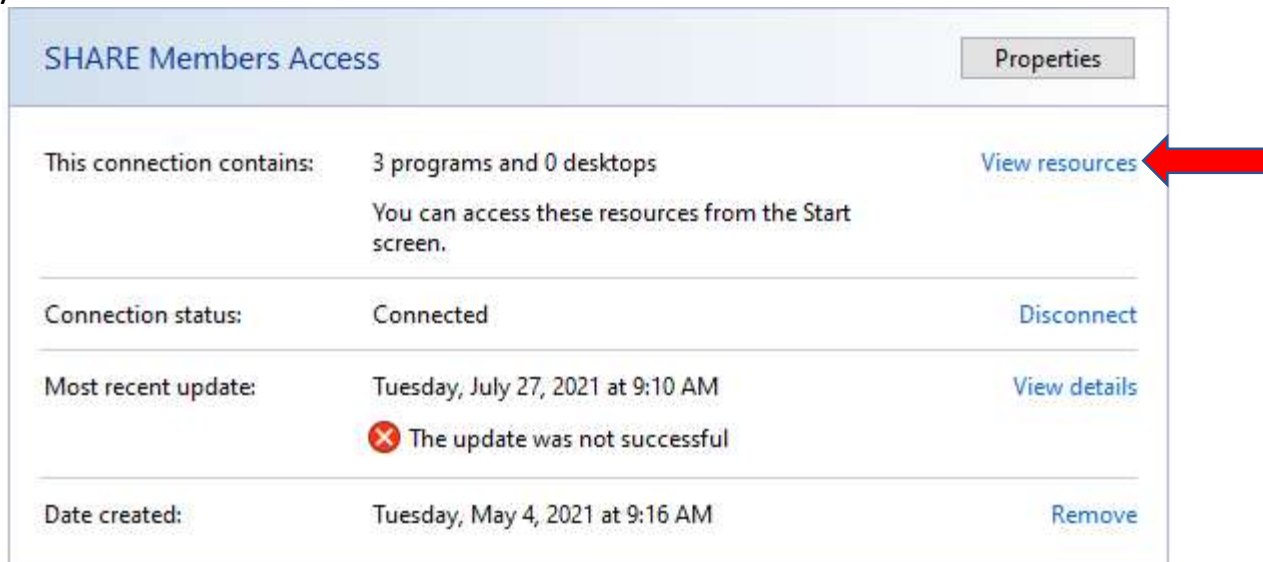 SHARE Members Access
Properties
This connection contains: 3 programs and 0 desktops View resources
You can access these resources from the Start
screen.
Connection status: Connected Disconnect
Most recent update: Tuesday, July 27, 2021 at 9:10 AM View details
The update was not successful
Date created: Tuesday, May 4, 2021 at 9:16 AM Remove